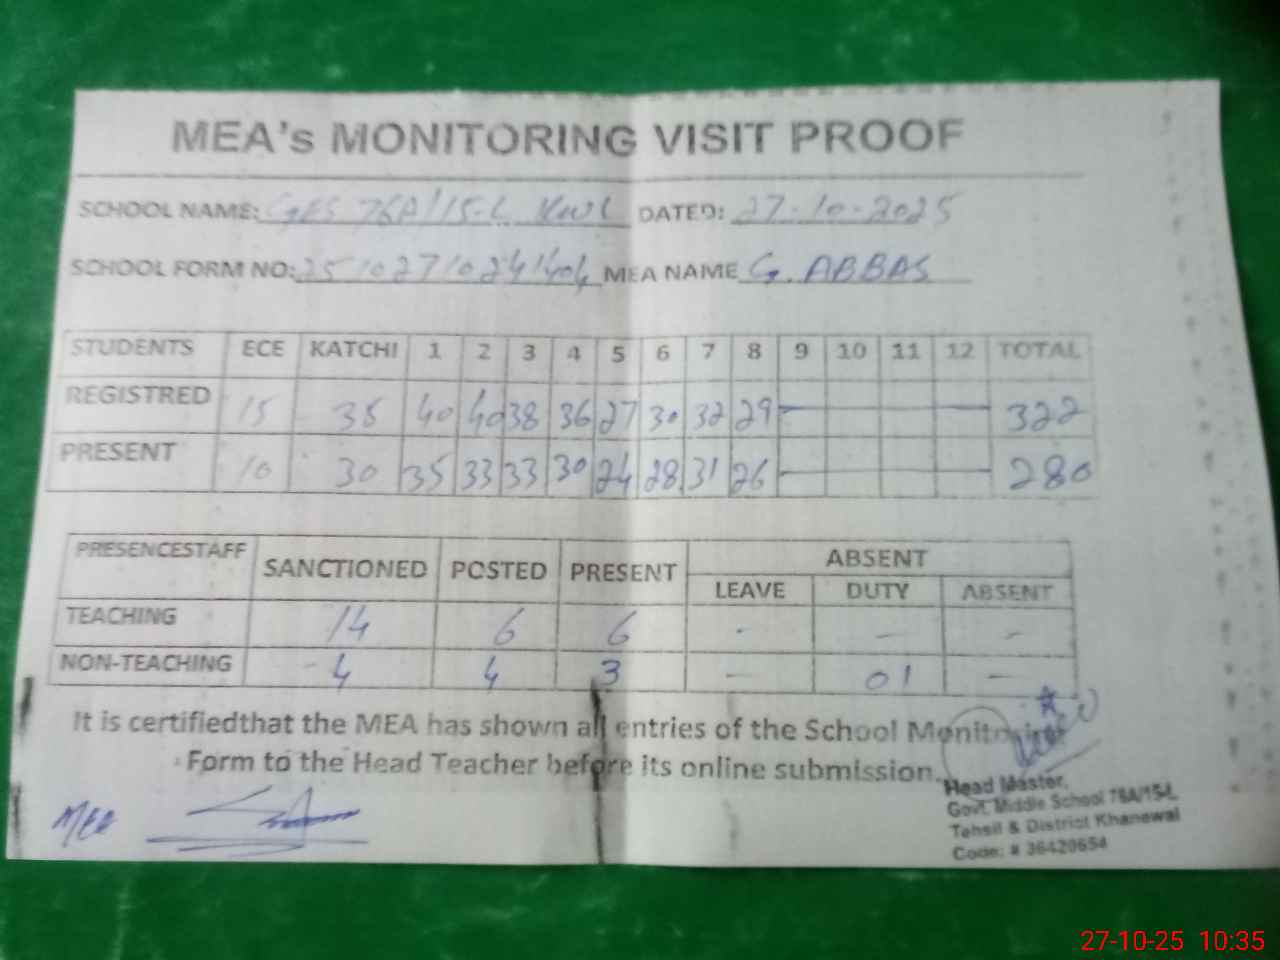 MEA's MONITORING VISIT PROOF
SCHOOL NAME: GES 76A/15-L KWL DATED: 27-10-2025
SCHOOL FORM NO: MEA NAME G. ABBAS
STUDENTS ECE KATCHI 1 2 3 4 5 6 7 8 9 10 11 12 TOTAL
REGISTRED 15 35 40 40 38 36 27 30 32 29 — — 322
PRESENT 10 30 35 33 33 30 24 28 31 26 — — 280
PRESENCESTAFF SANCTIONED POSTED PRESENT ABSENT
LEAVE DUTY ABSENT
TEACHING 14 6 6 - - -
NON-TEACHING 4 4 3 - 01 -
It is certifiedthat the MEA has shown all entries of the School Monitoring
Form to the Head Teacher before its online submission.
MEA
Head Master,
Govt. Middle School 76A/15-L
Tehsil & District Khanewal
Code: # 36420654
27-10-25 10:35